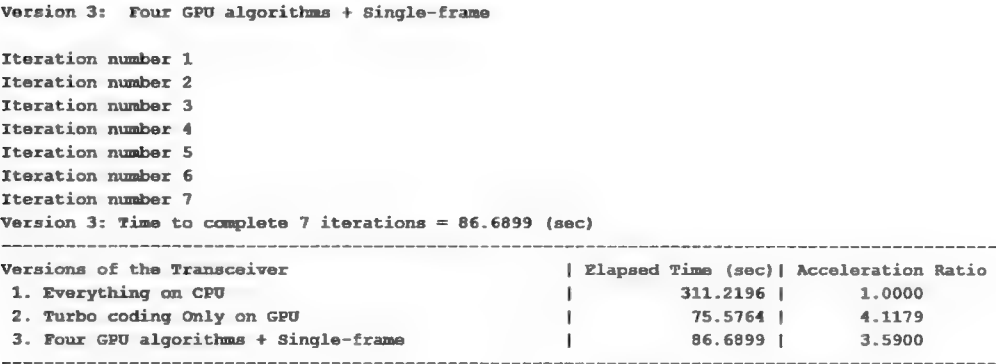 Version 3:  Four GPU algorithms + Single-frame
Iteration number 1
Iteration number 2
Iteration number 3
Iteration number 4
Iteration number 5
Iteration number 6
Iteration number 7
Version 3: Time to complete 7 iterations = 86.6899 (sec)
Versions of the Transceiver | Elapsed Time (sec)| Acceleration Ratio
1. Everything on CPU | 311.2196 | 1.0000
2. Turbo coding Only on GPU | 75.5764 | 4.1179
3. Four GPU algorithms + Single-frame | 86.6899 | 3.5900